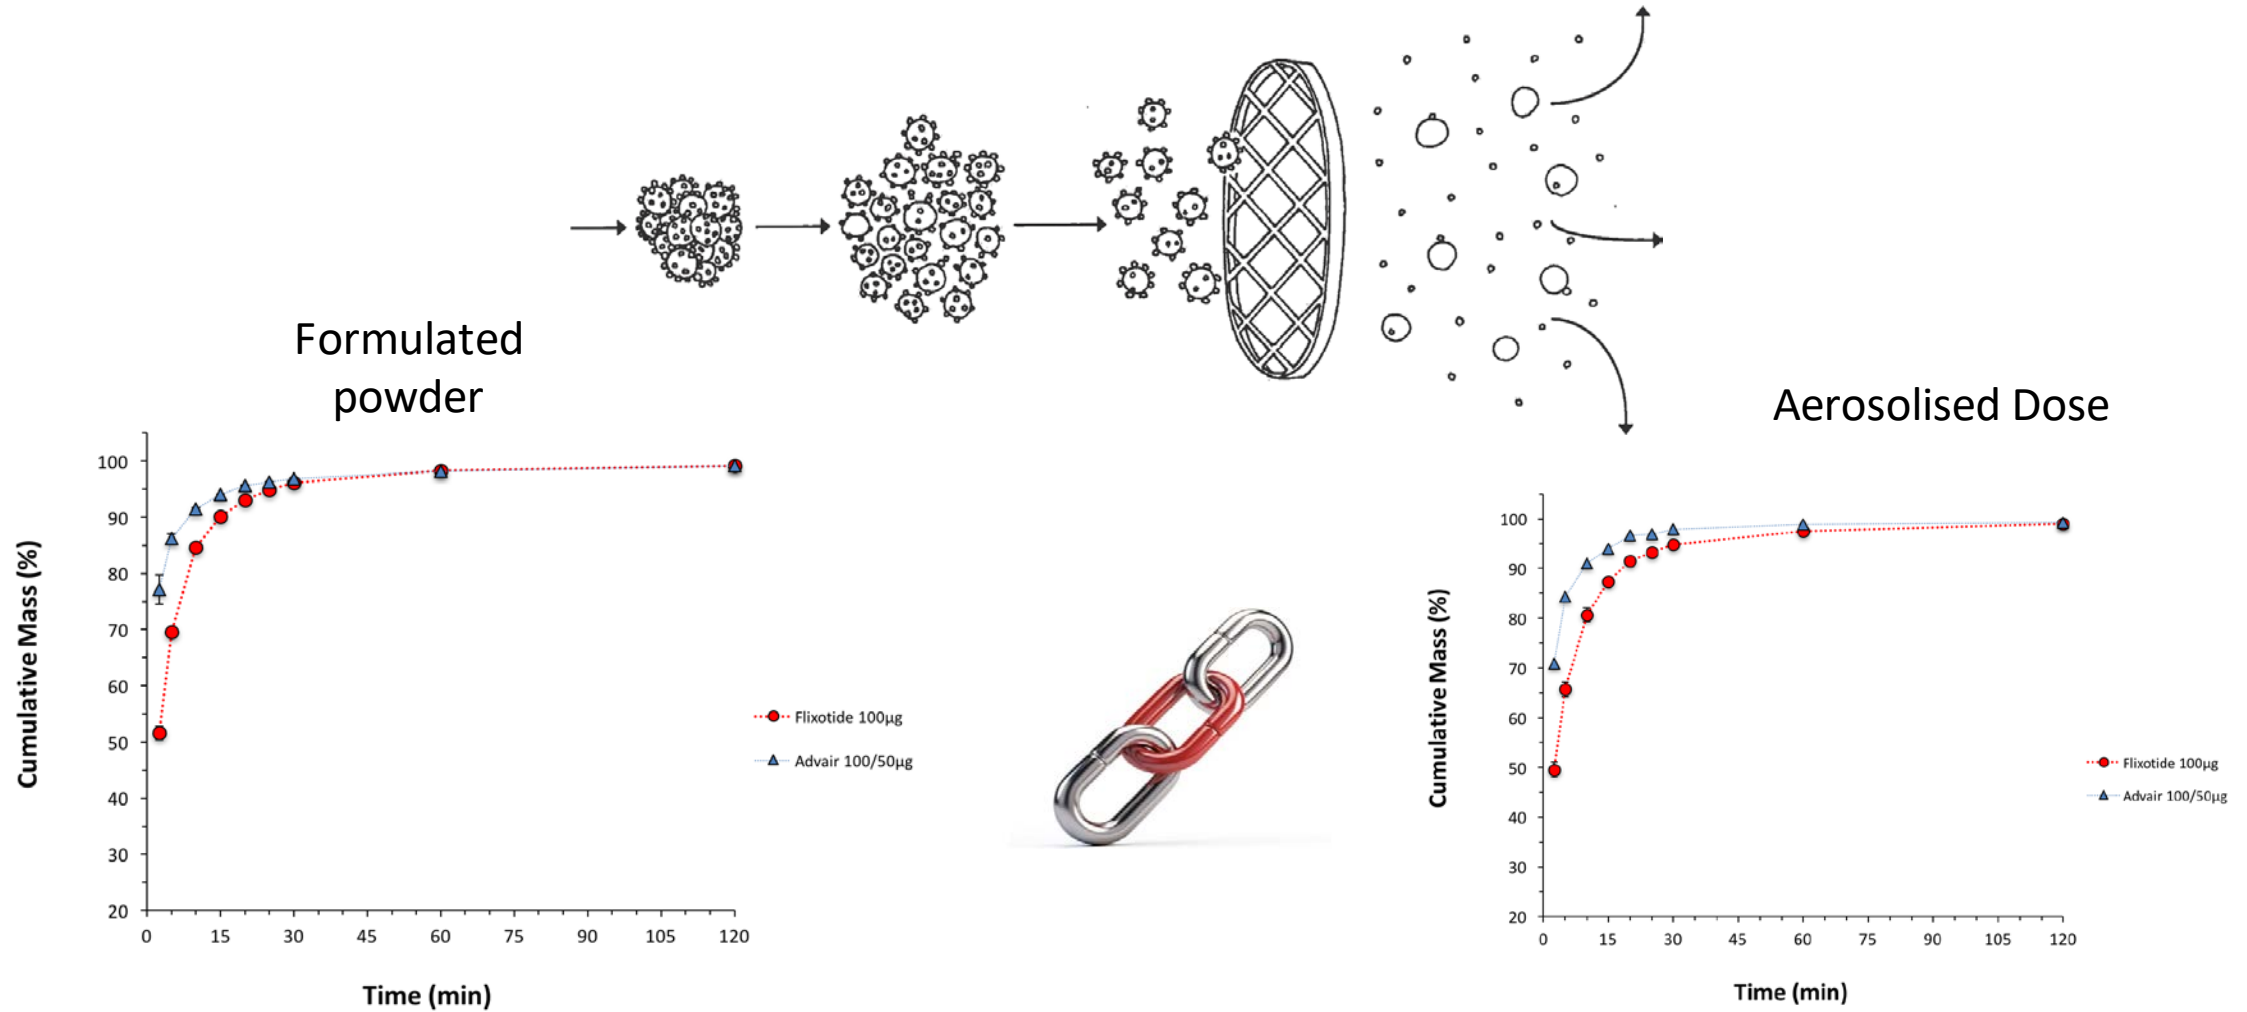 Formulated
powder
Aerosolised Dose
Cumulative Mass (%)
100
90
80
70
60
50
40
30
20
0 15 30 45 60 75 90 105 120
Time (min)
Flixotide 100µg
Advair 100/50µg
Cumulative Mass (%)
100
90
80
70
60
50
40
30
20
0 15 30 45 60 75 90 105 120
Time (min)
Flixotide 100µg
Advair 100/50µg